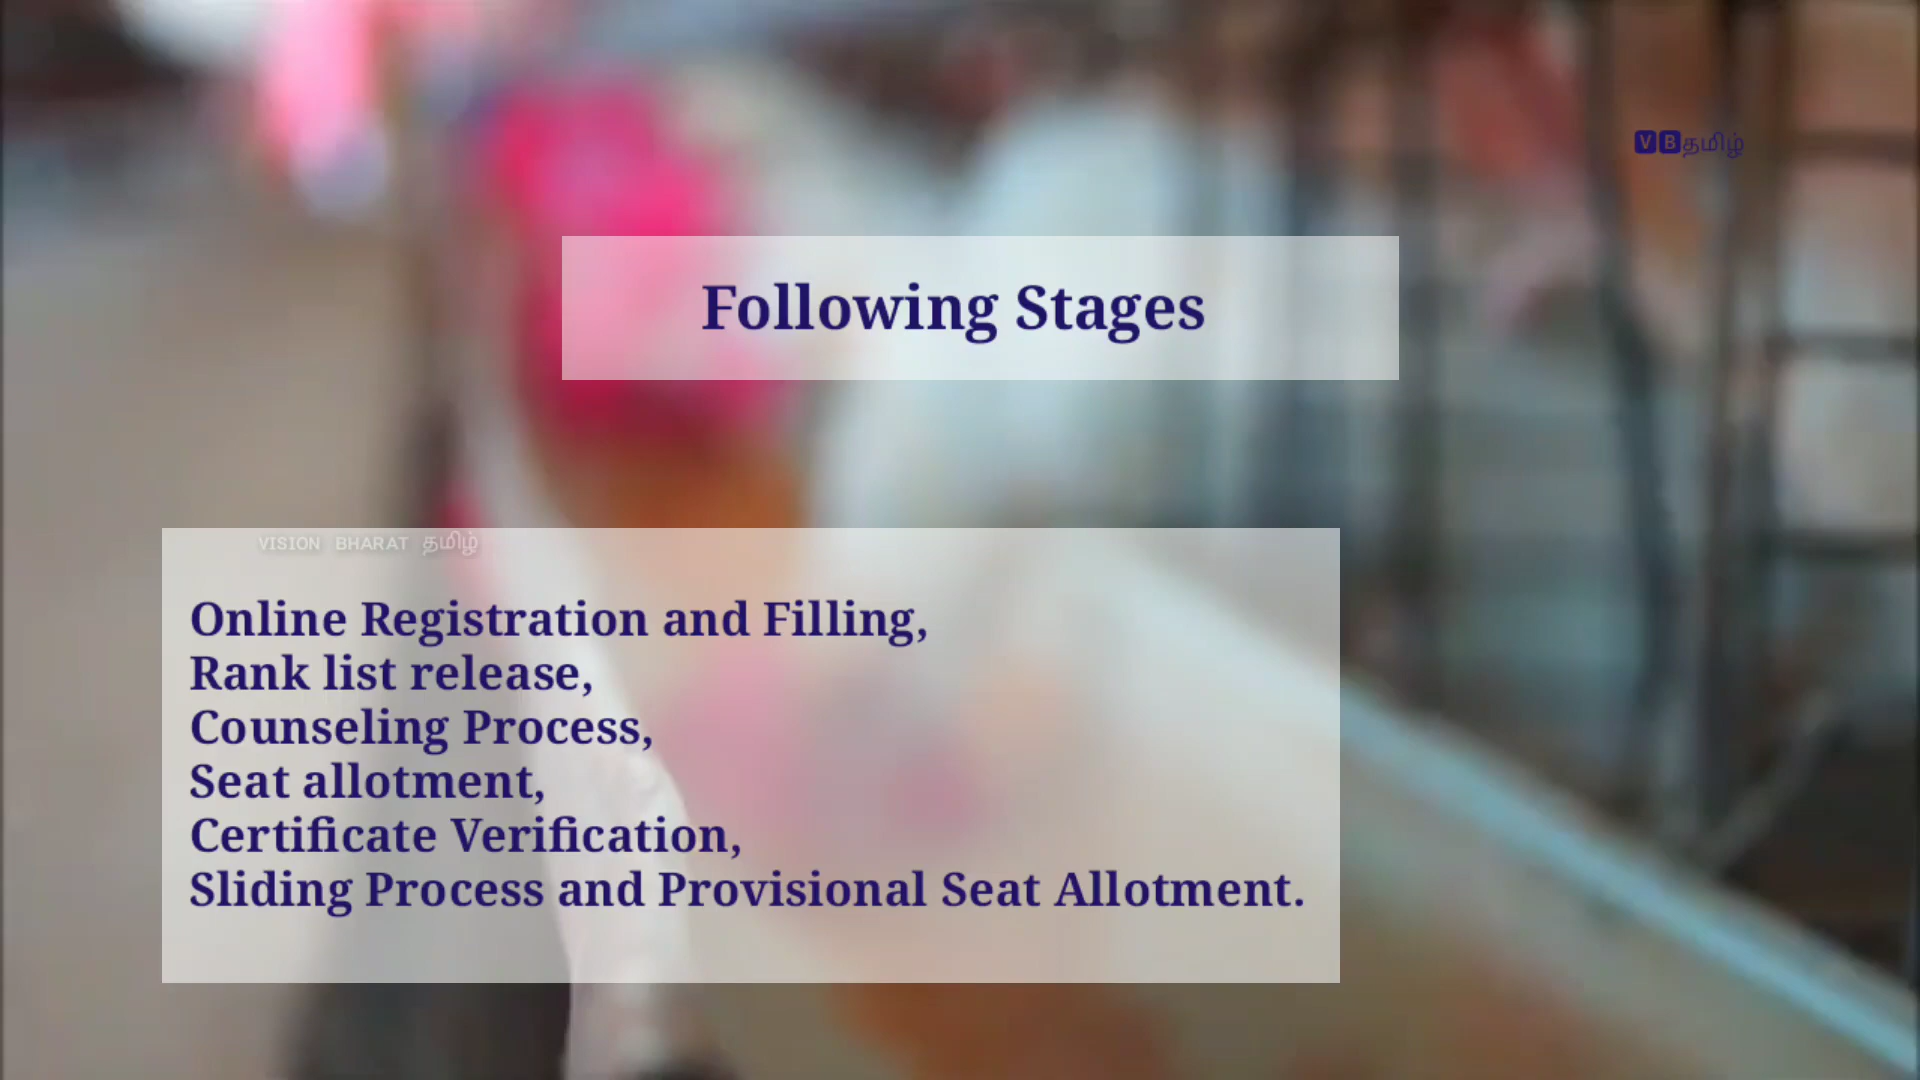 VBதமிழ்
Following Stages
VISION BHARAT தமிழ்
Online Registration and Filling,
Rank list release,
Counseling Process,
Seat allotment,
Certificate Verification,
Sliding Process and Provisional Seat Allotment.